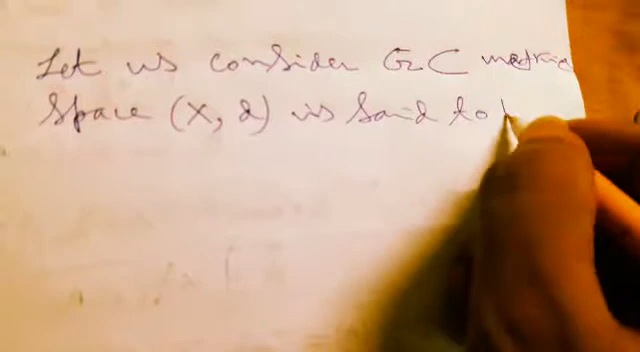 Let us consider G C metric
Space (X, d) is said to